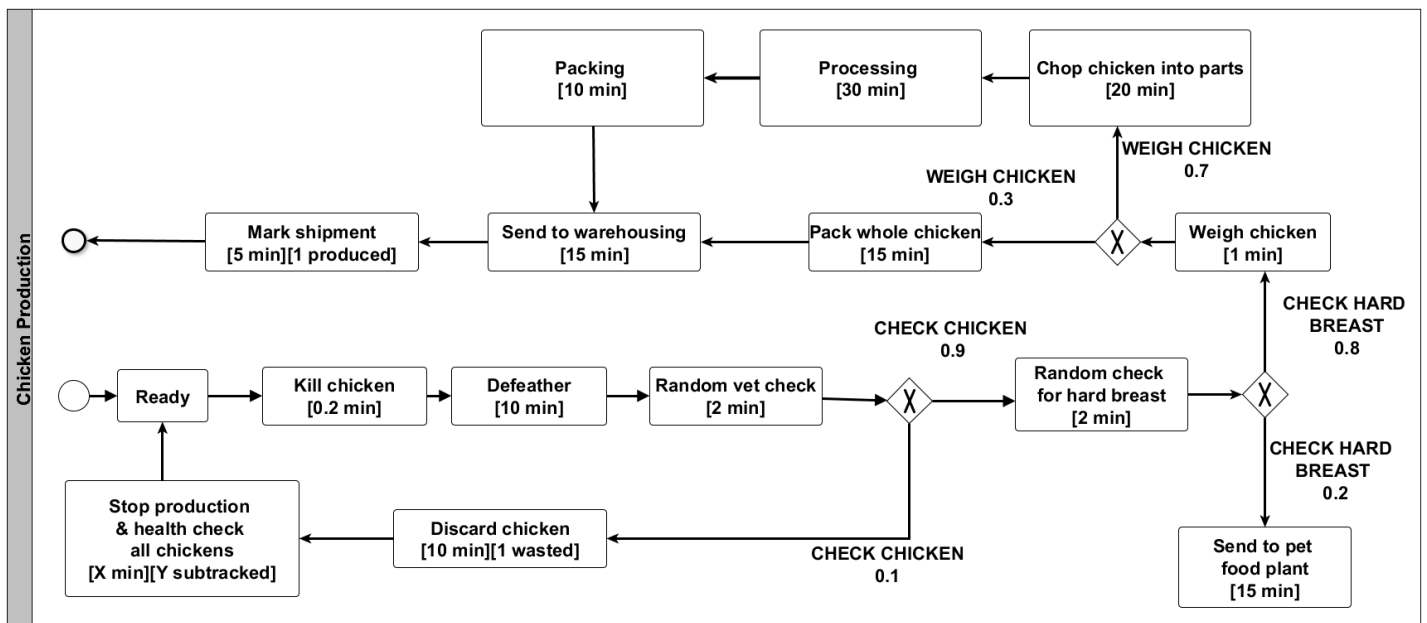 Chicken Production
Packing
[10 min]
Processing
[30 min]
Chop chicken into parts
[20 min]
WEIGH CHICKEN
0.7
WEIGH CHICKEN
0.3
Mark shipment
[5 min][1 produced]
Send to warehousing
[15 min]
Pack whole chicken
[15 min]
X
Weigh chicken
[1 min]
CHECK HARD
BREAST
0.8
CHECK CHICKEN
0.9
Ready
Kill chicken
[0.2 min]
Defeather
[10 min]
Random vet check
[2 min]
X
Random check
for hard breast
[2 min]
X
CHECK HARD
BREAST
0.2
Stop production
& health check
all chickens
[X min][Y subtracked]
Discard chicken
[10 min][1 wasted]
CHECK CHICKEN
0.1
Send to pet
food plant
[15 min]